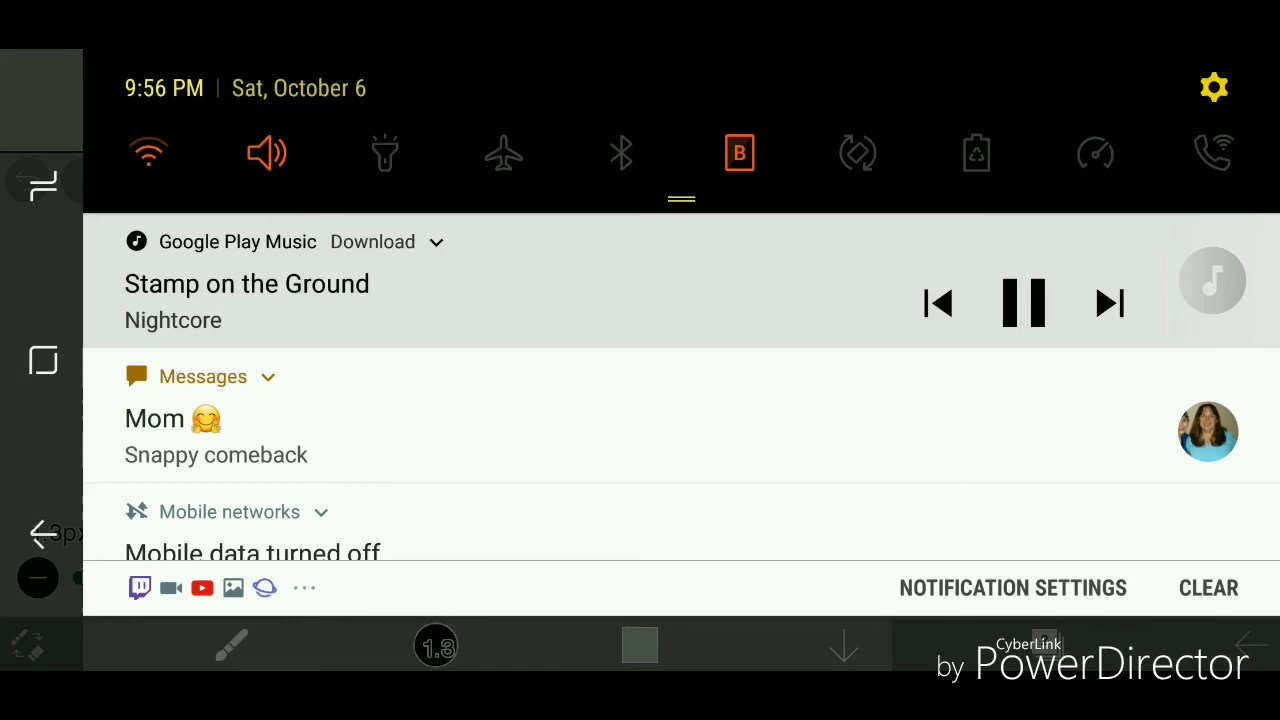 9:56 PM | Sat, October 6
B
Google Play Music Download
Stamp on the Ground
Nightcore
Messages
Mom 🤗
Snappy comeback
Mobile networks
.3px
Mobile data turned off
NOTIFICATION SETTINGS CLEAR
1.3
CyberLink
by PowerDirector